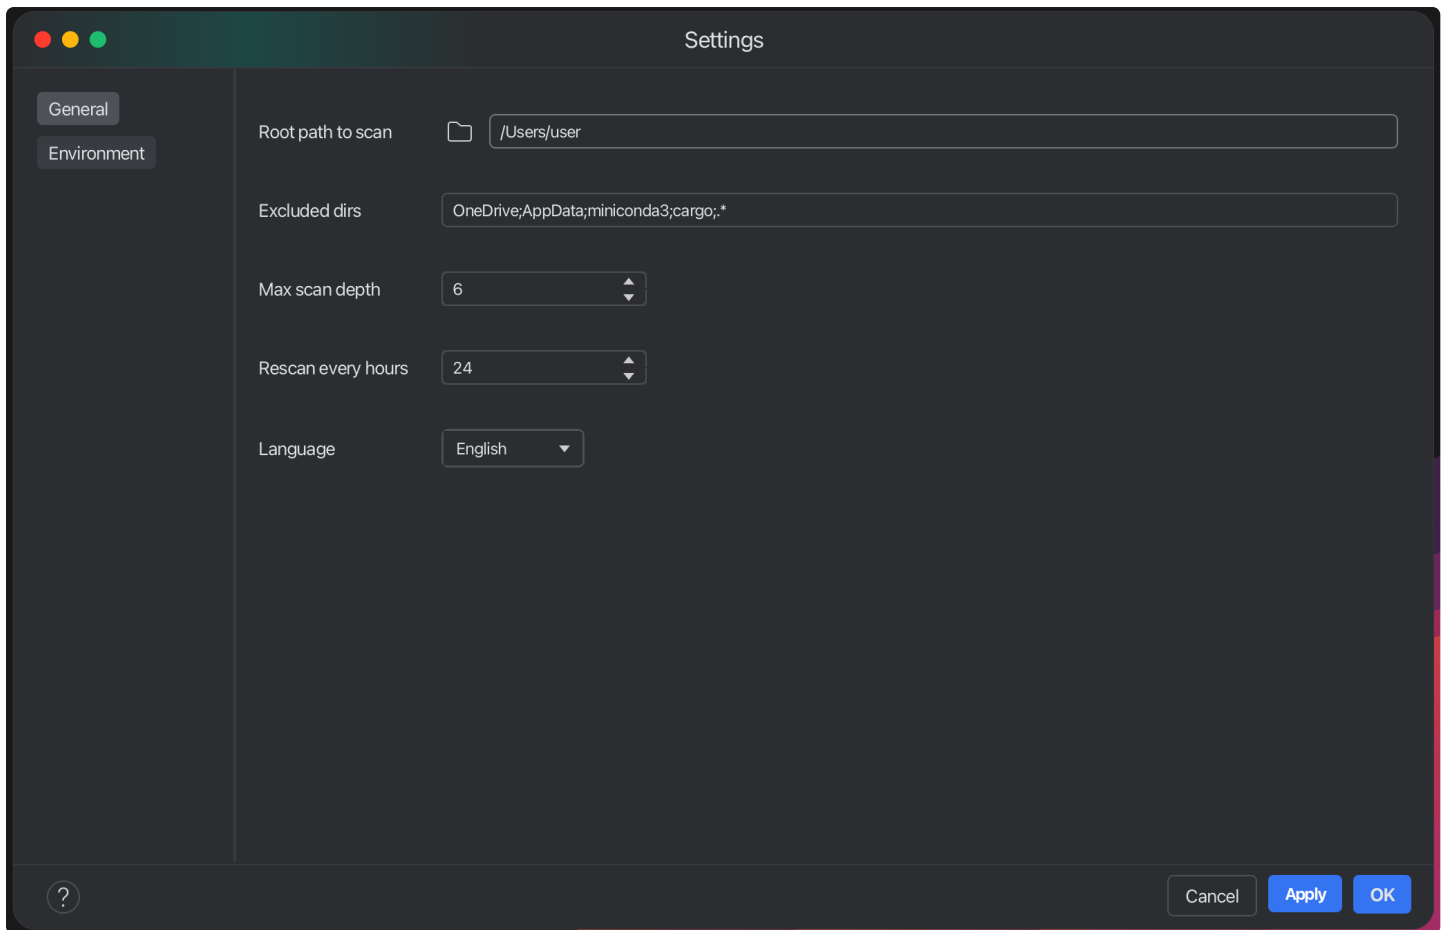 Settings
General
Environment
Root path to scan
/Users/user
Excluded dirs
OneDrive;AppData;miniconda3;cargo;.*
Max scan depth
6
Rescan every hours
24
Language
English
?
Cancel
Apply
OK